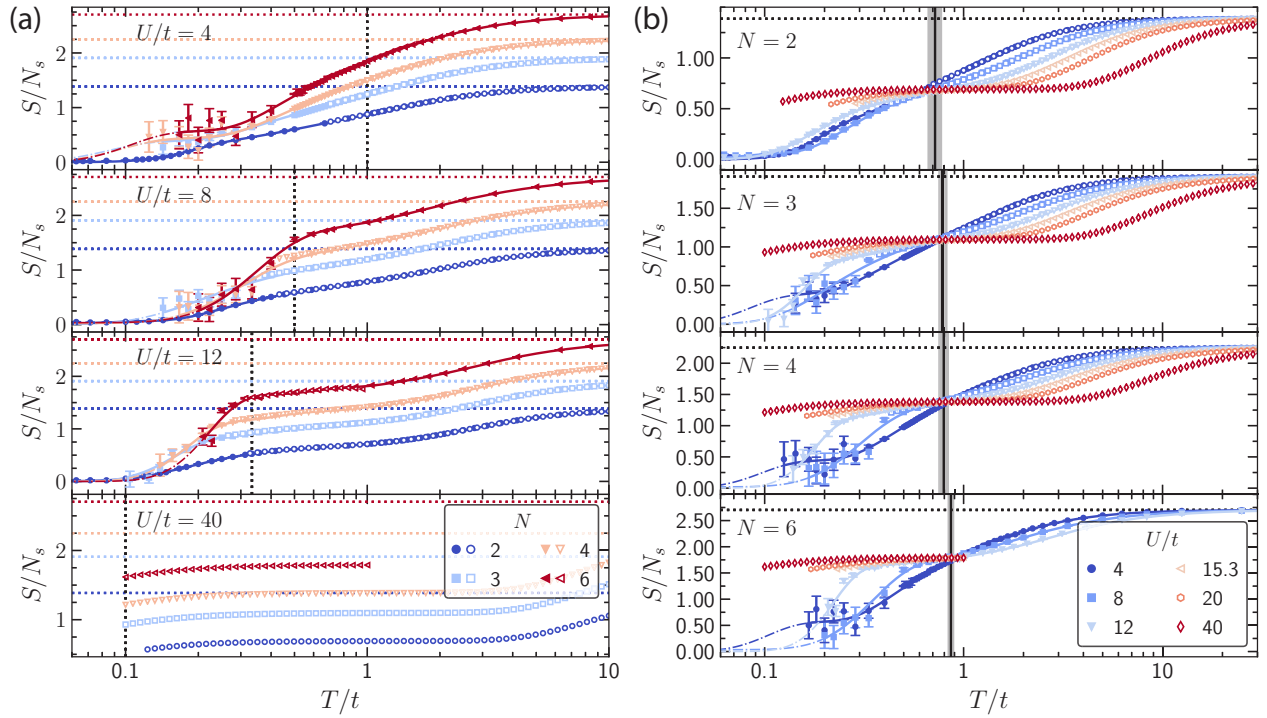 (a)
U/t = 4
S/N_s
2
1
0
U/t = 8
S/N_s
2
1
0
U/t = 12
S/N_s
2
1
0
U/t = 40
S/N_s
2
1
N
2
4
3
6
0.1
1
10
T/t
(b)
N = 2
S/N_s
1.00
0.50
0.00
N = 3
S/N_s
1.50
1.00
0.50
0.00
N = 4
S/N_s
2.00
1.50
1.00
0.50
0.00
N = 6
S/N_s
2.50
2.00
1.50
1.00
0.50
0.00
U/t
4
15.3
8
20
12
40
0.1
1
10
T/t